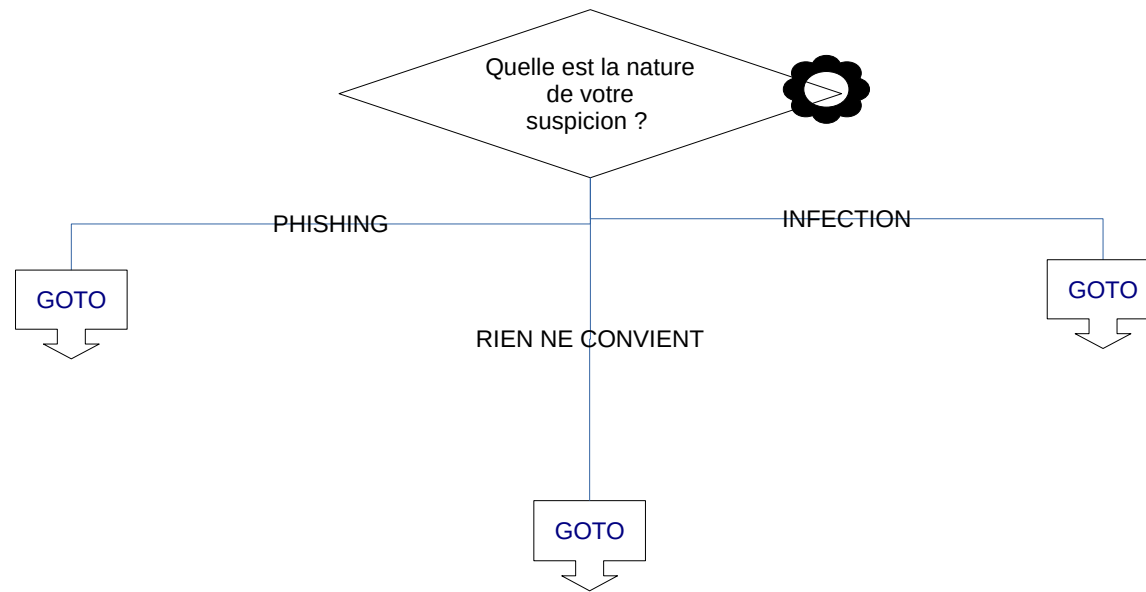 Quelle est la nature
de votre
suspicion ?
PHISHING
INFECTION
GOTO
GOTO
RIEN NE CONVIENT
GOTO